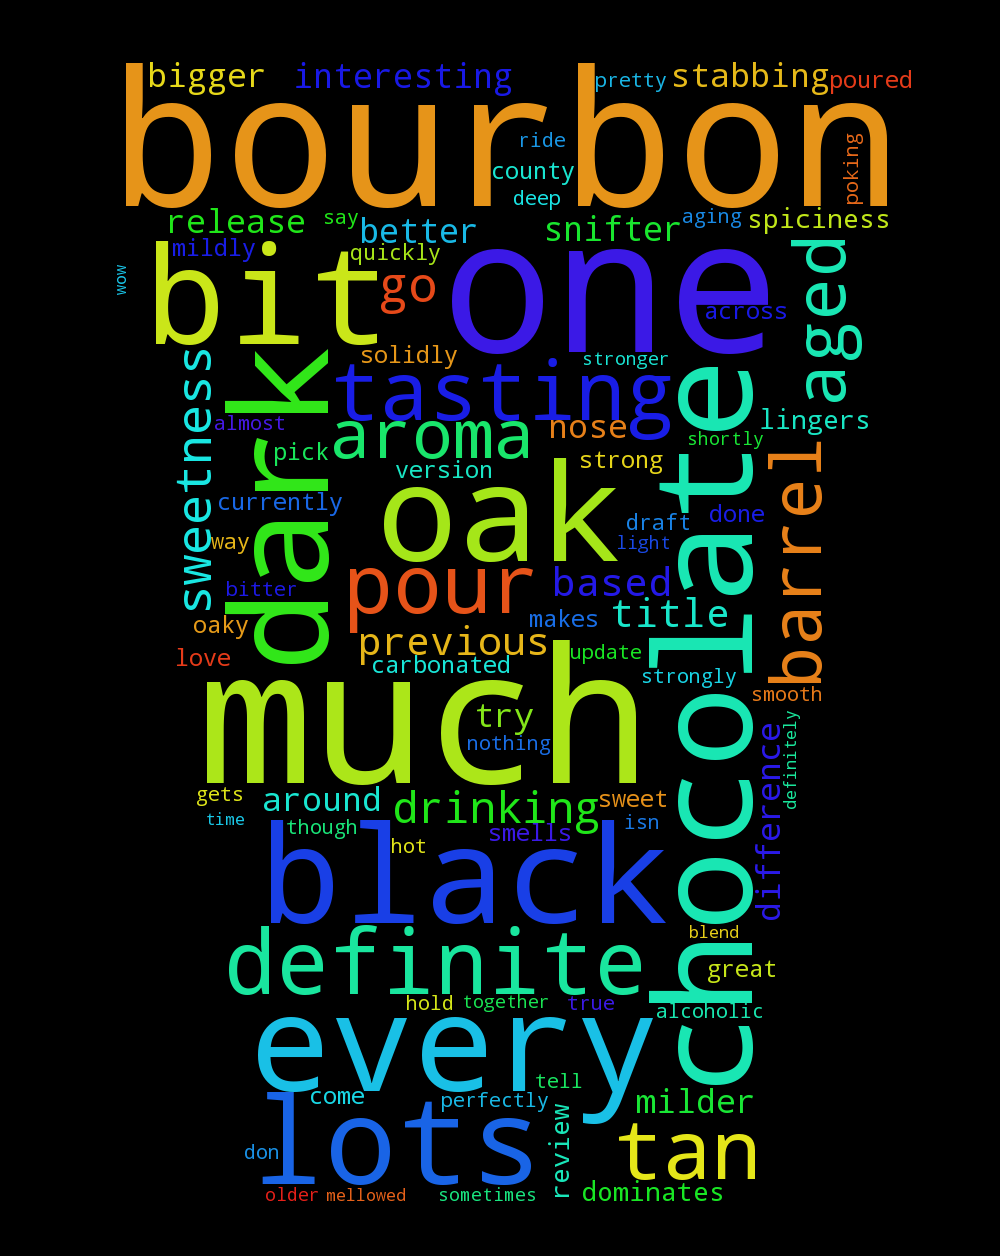 bigger
interesting
pretty
stabbing
poured
bourbon
ride
county
deep
poking
release
say
better
snifter
aging
spiciness
mildly
quickly
wow
bit
go
one
across
aged
solidly
stronger
sweetness
dark
tasting
chocolate
almost
aroma
nose
lingers
shortly
pick
version
strong
barrel
currently
oak
draft
done
way
light
bitter
pour
based
oaky
makes
title
love
previous
carbonated
update
strongly
smooth
much
try
nothing
definitely
difference
gets
around
drinking
sweet
time
though
smells
isn
hot
black
blend
definite
great
hold
together
true
alcoholic
every
tell
come
perfectly
milder
lots
review
tan
don
older
mellowed
sometimes
dominates